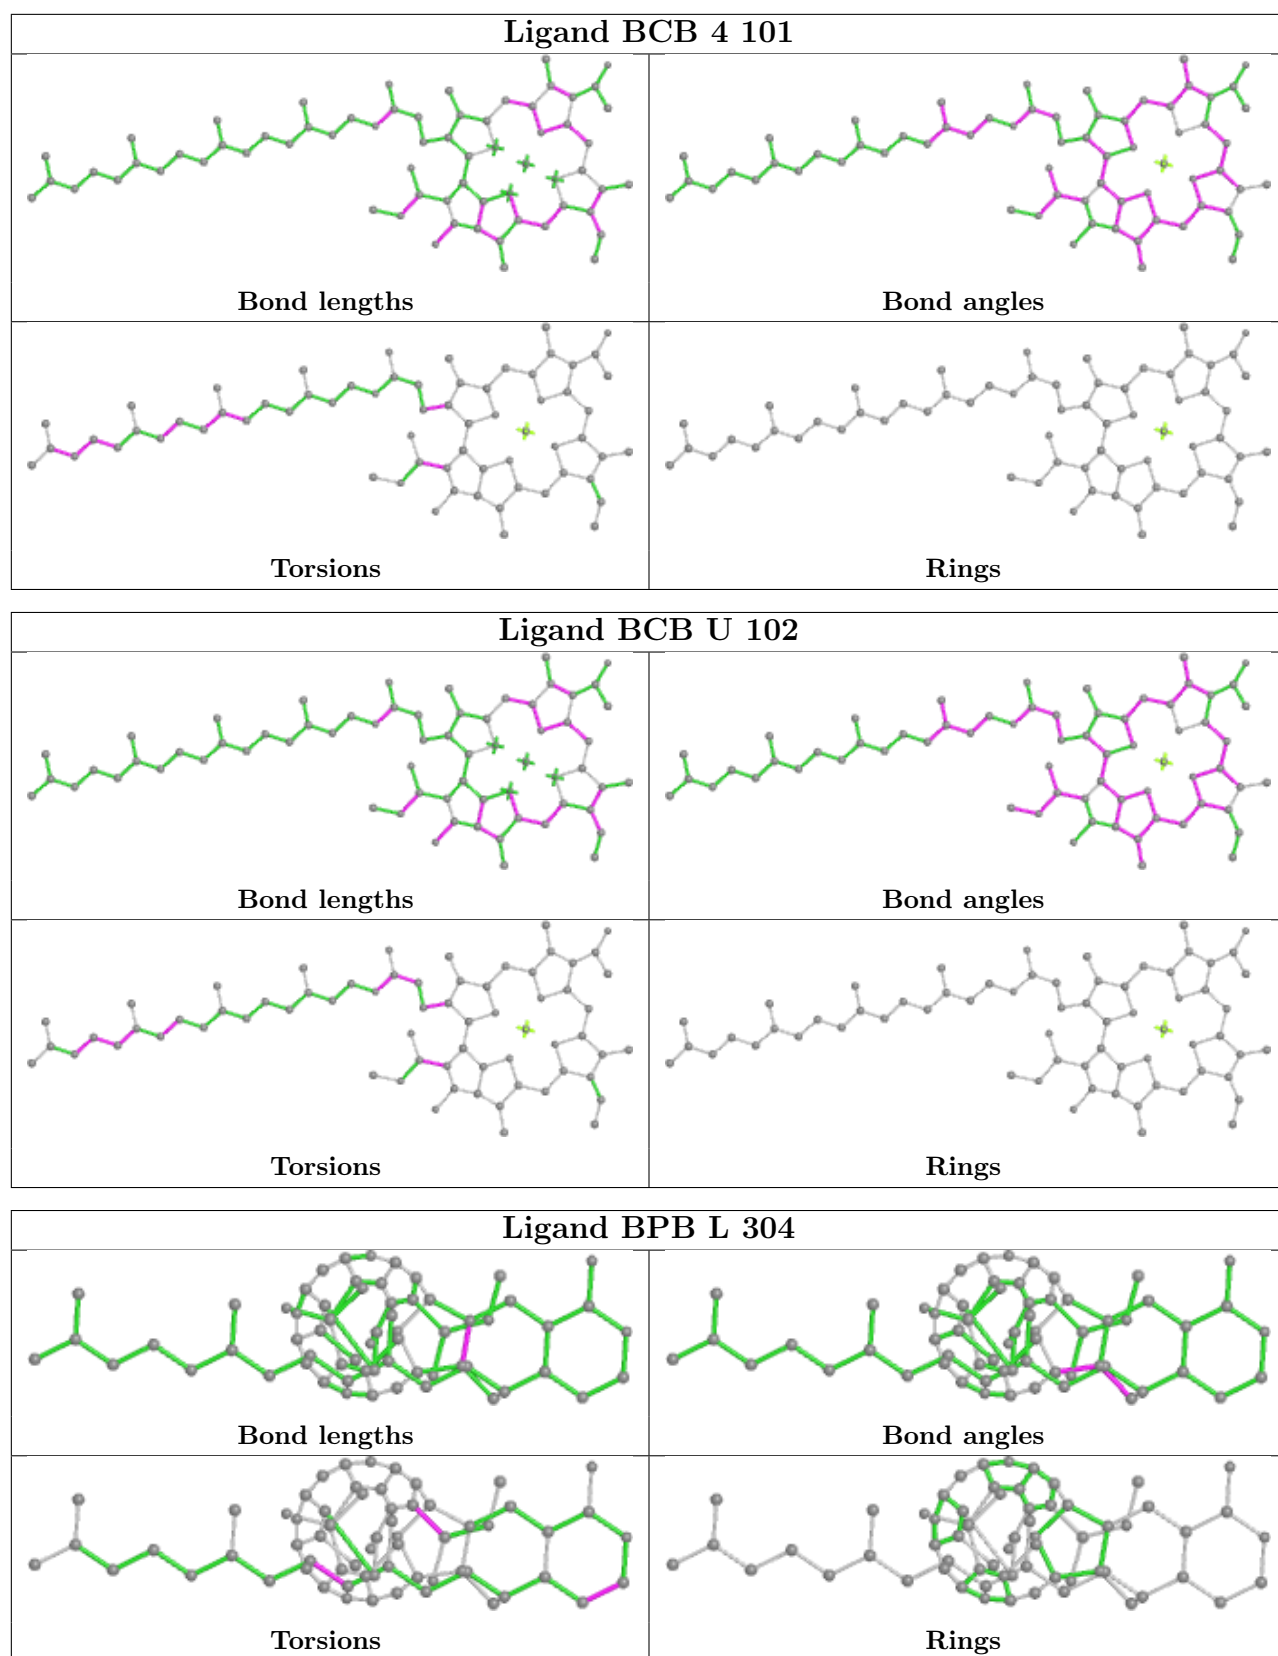 Ligand BCB 4 101
Bond lengths
Bond angles
Torsions
Rings
Ligand BCB U 102
Bond lengths
Bond angles
Torsions
Rings
Ligand BPB L 304
Bond lengths
Bond angles
Torsions
Rings